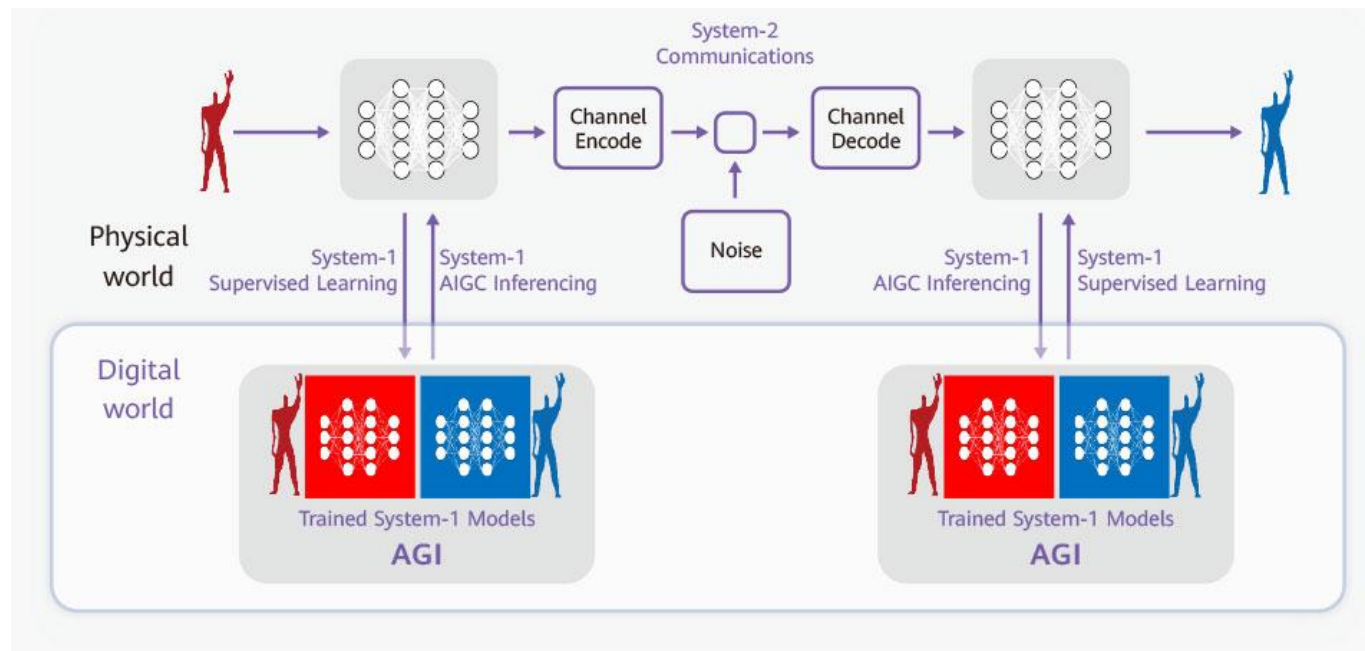 System-2
Communications
Channel
Encode
Channel
Decode
Noise
Physical
world
System-1
Supervised Learning
System-1
AIGC Inferencing
System-1
AIGC Inferencing
System-1
Supervised Learning
Digital
world
Trained System-1 Models
AGI
Trained System-1 Models
AGI